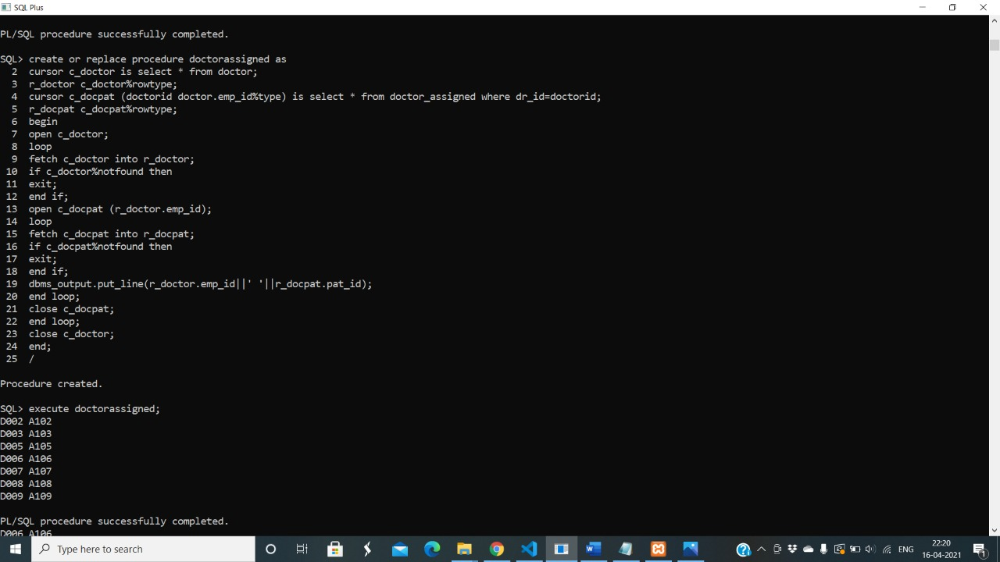 SQL Plus
PL/SQL procedure successfully completed.
SQL> create or replace procedure doctorassigned as
2 cursor c_doctor is select * from doctor;
3 r_doctor c_doctor%rowtype;
4 cursor c_docpat (doctorid doctor.emp_id%type) is select * from doctor_assigned where dr_id=doctorid;
5 r_docpat c_docpat%rowtype;
6 begin
7 open c_doctor;
8 loop
9 fetch c_doctor into r_doctor;
10 if c_doctor%notfound then
11 exit;
12 end if;
13 open c_docpat (r_doctor.emp_id);
14 loop
15 fetch c_docpat into r_docpat;
16 if c_docpat%notfound then
17 exit;
18 end if;
19 dbms_output.put_line(r_doctor.emp_id||' '||r_docpat.pat_id);
20 end loop;
21 close c_docpat;
22 end loop;
23 close c_doctor;
24 end;
25 /
Procedure created.
SQL> execute doctorassigned;
D002 A102
D003 A103
D005 A105
D006 A106
D007 A107
D008 A108
D009 A109
PL/SQL procedure successfully completed.
D006 A106
Type here to search
ENG
22:20
16-04-2021
1